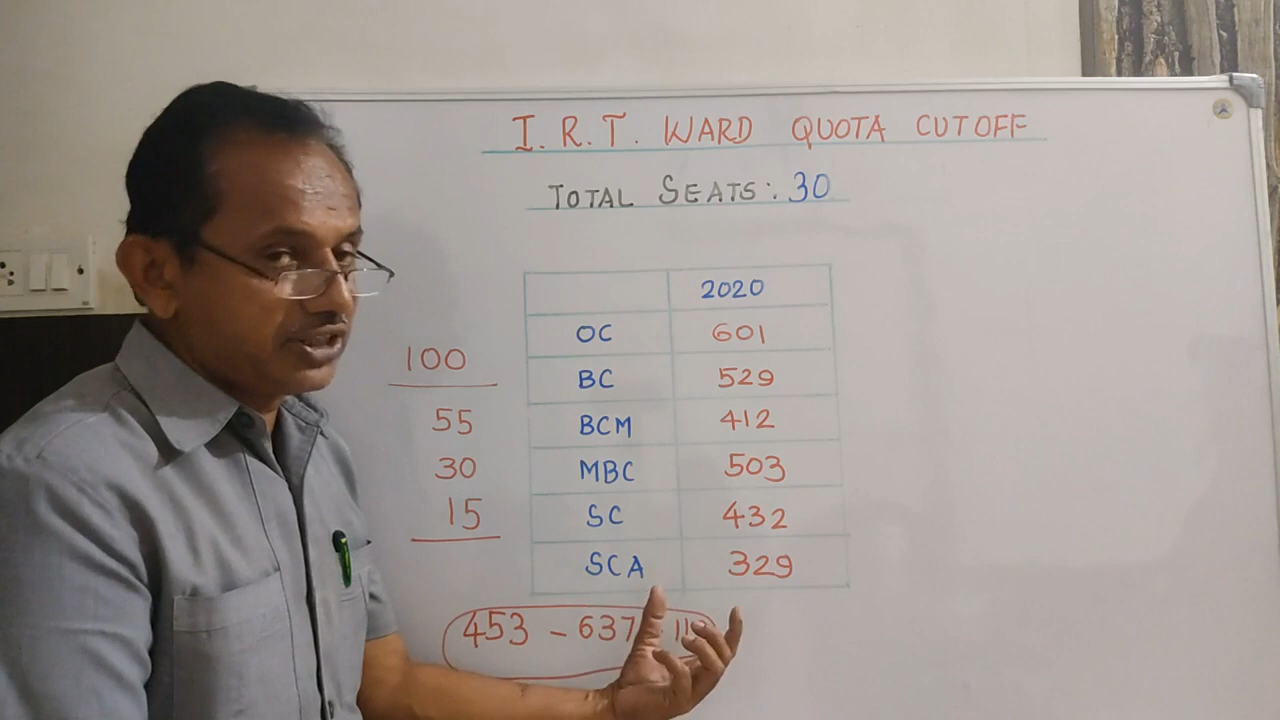 I.R.T. WARD QUOTA CUTOFF
TOTAL SEATS: 30
2020
OC 601
BC 529
BCM 412
MBC 503
SC 432
SCA 329
100
55
30
15
453 - 637